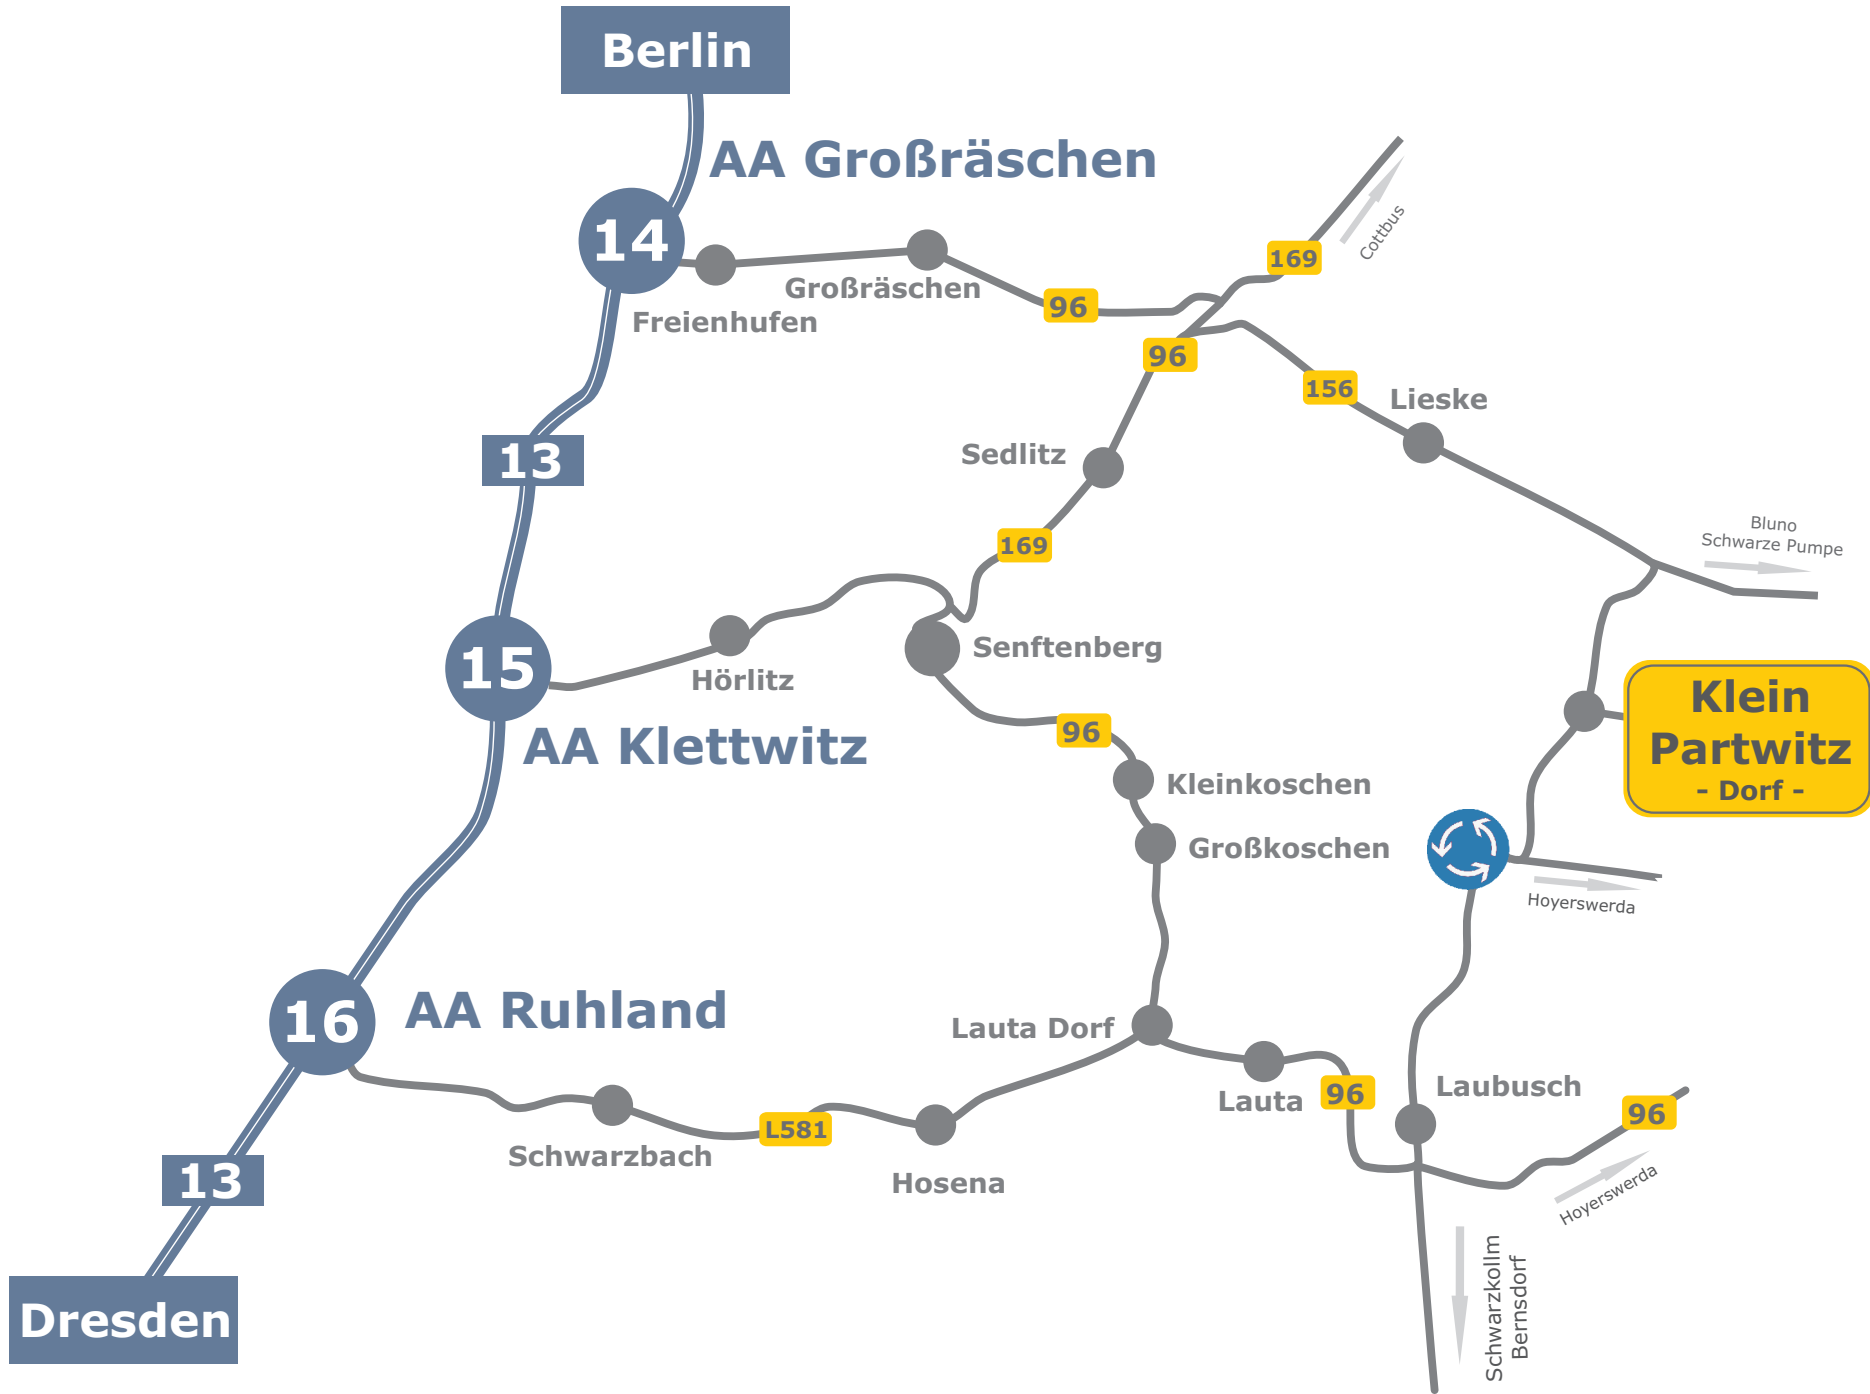 Berlin
AA Großräschen
14
169
Cottbus
Großräschen
96
Freienhufen
96
156
Lieske
13
Sedlitz
169
Bluno
Schwarze Pumpe
15
Hörlitz
Senftenberg
Klein
Partwitz
- Dorf -
AA Klettwitz
96
Kleinkoschen
Großkoschen
Hoyerswerda
16
AA Ruhland
Lauta Dorf
Lauta
96
Laubusch
96
Schwarzbach
L581
Hosena
Hoyerswerda
13
Schwarzkollm
Bernsdorf
Dresden